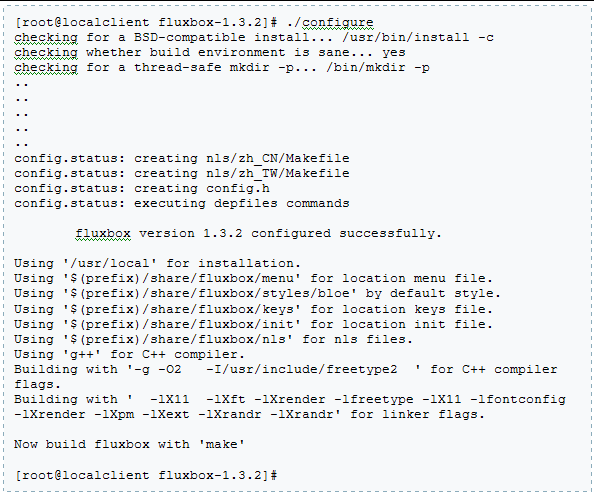 [root@localclient fluxbox-1.3.2]# ./configure
checking for a BSD-compatible install... /usr/bin/install -c
checking whether build environment is sane... yes
checking for a thread-safe mkdir -p... /bin/mkdir -p
..
..
..
..
..
config.status: creating nls/zh_CN/Makefile
config.status: creating nls/zh_TW/Makefile
config.status: creating config.h
config.status: executing depfiles commands
fluxbox version 1.3.2 configured successfully.
Using '/usr/local' for installation.
Using '$(prefix)/share/fluxbox/menu' for location menu file.
Using '$(prefix)/share/fluxbox/styles/bloe' by default style.
Using '$(prefix)/share/fluxbox/keys' for location keys file.
Using '$(prefix)/share/fluxbox/init' for location init file.
Using '$(prefix)/share/fluxbox/nls' for nls files.
Using 'g++' for C++ compiler.
Building with '-g -O2   -I/usr/include/freetype2  ' for C++ compiler
flags.
Building with '  -lX11  -lXft -lXrender -lfreetype -lX11 -lfontconfig
-lXrender -lXpm -lXext -lXrandr -lXrandr' for linker flags.
Now build fluxbox with 'make'
[root@localclient fluxbox-1.3.2]#